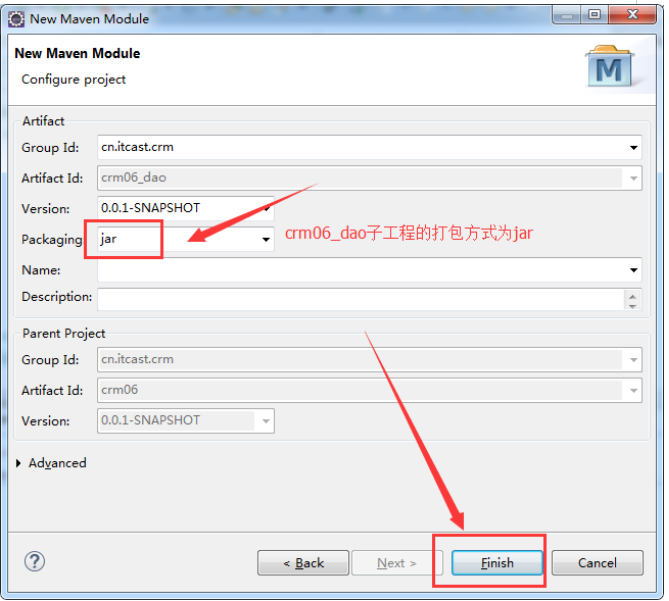 New Maven Module
New Maven Module
Configure project
M
Artifact
Group Id: cn.itcast.crm
Artifact Id: crm06_dao
Version: 0.0.1-SNAPSHOT
Packaging: jar
crm06_dao子工程的打包方式为jar
Name:
Description:
Parent Project
Group Id: cn.itcast.crm
Artifact Id: crm06
Version: 0.0.1-SNAPSHOT
Advanced
? < Back Next > Finish Cancel